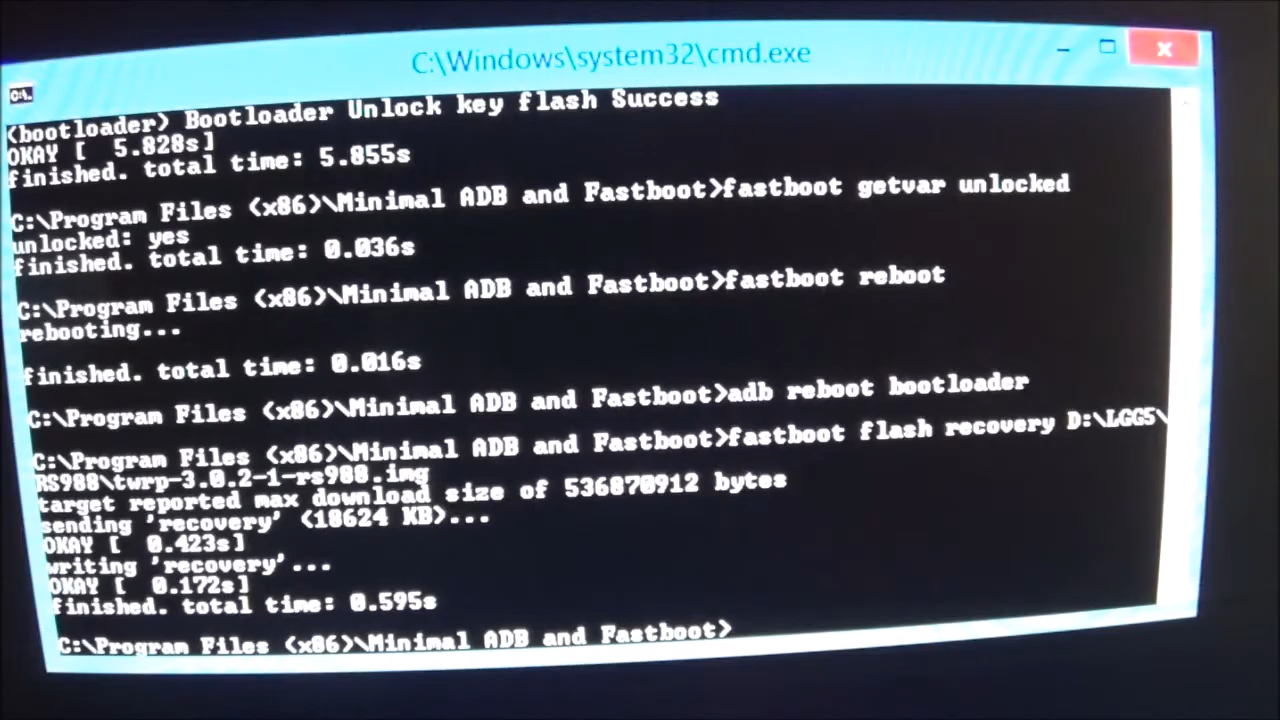 C:\Windows\system32\cmd.exe
C:\.
(bootloader) Bootloader Unlock key flash Success
OKAY [  5.828s]
finished. total time: 5.855s
C:\Program Files (x86)\Minimal ADB and Fastboot>fastboot getvar unlocked
unlocked: yes
finished. total time: 0.036s
C:\Program Files (x86)\Minimal ADB and Fastboot>fastboot reboot
rebooting...
finished. total time: 0.016s
C:\Program Files (x86)\Minimal ADB and Fastboot>adb reboot bootloader
C:\Program Files (x86)\Minimal ADB and Fastboot>fastboot flash recovery D:\LGG5\
RS988\twrp-3.0.2-1-rs988.img
target reported max download size of 536870912 bytes
sending 'recovery' (18624 KB)...
OKAY [  0.423s]
writing 'recovery'...
OKAY [  0.172s]
finished. total time: 0.595s
C:\Program Files (x86)\Minimal ADB and Fastboot>